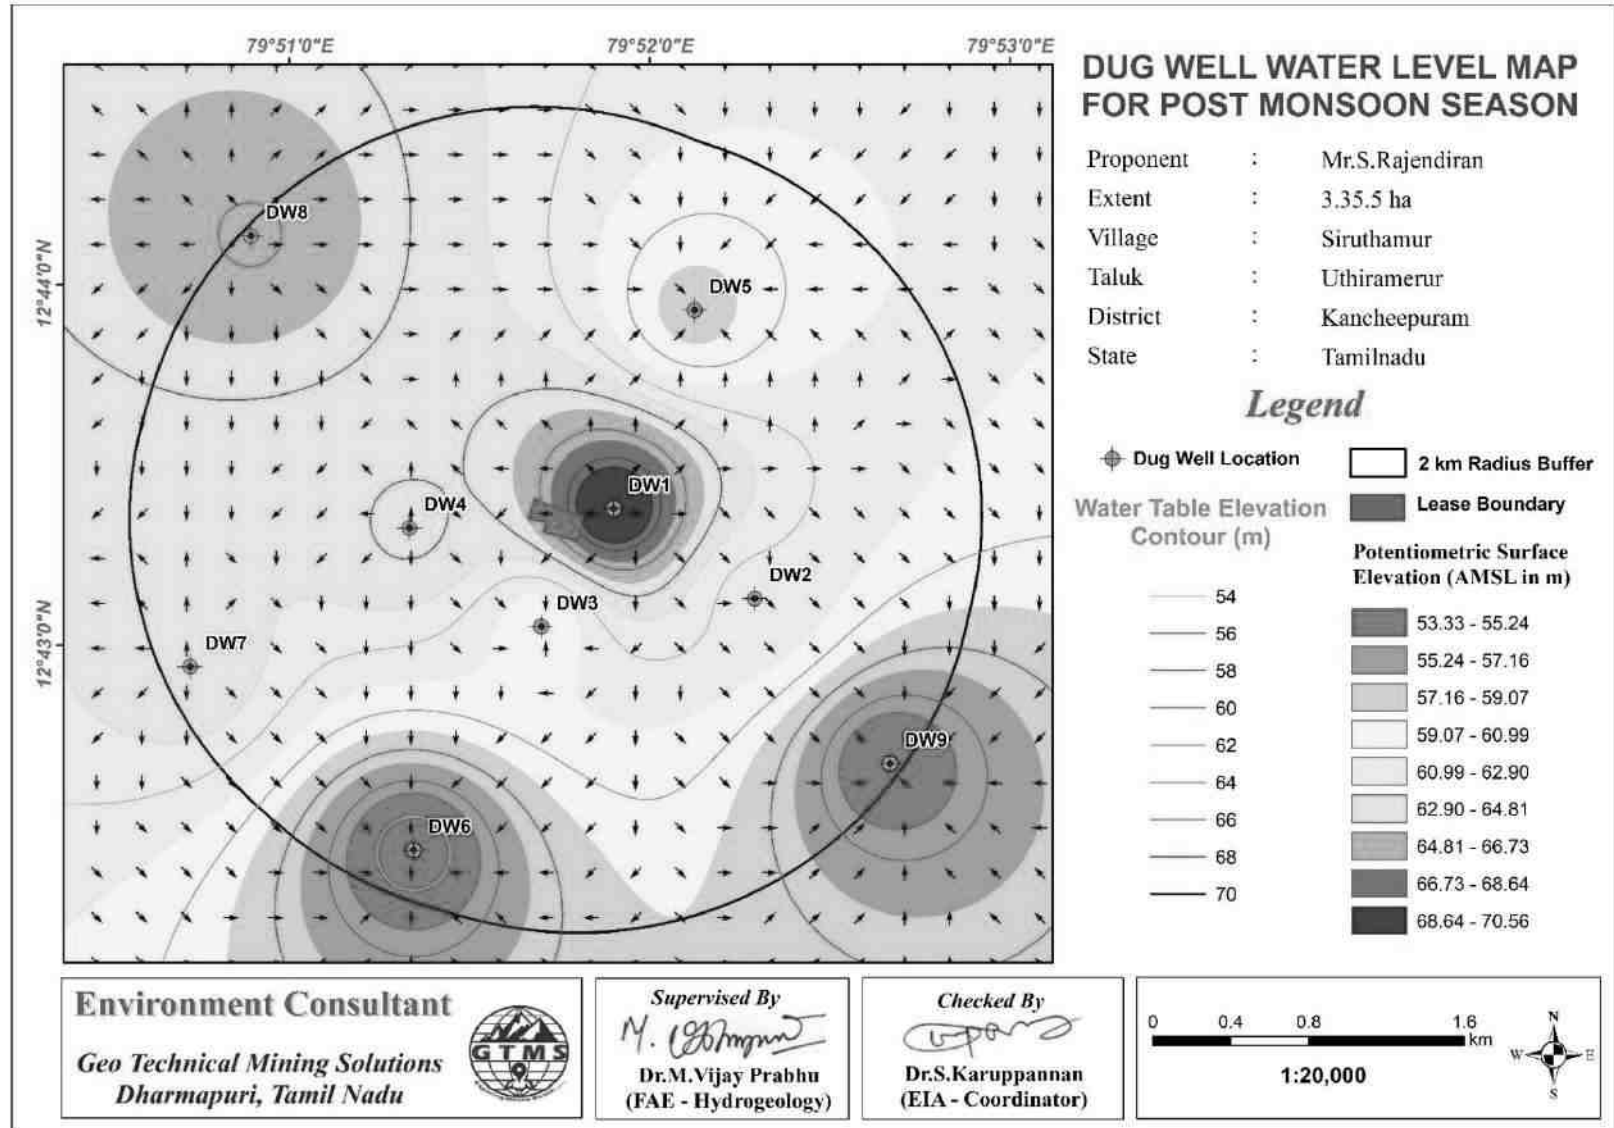 79°51'0"E
79°52'0"E
79°53'0"E
12°44'0"N
12°43'0"N
DW8
DW5
DW1
DW4
DW2
DW3
DW7
DW9
DW6
DUG WELL WATER LEVEL MAP
FOR POST MONSOON SEASON
Proponent : Mr.S.Rajendiran
Extent : 3.35.5 ha
Village : Siruthamur
Taluk : Uthiramerur
District : Kancheepuram
State : Tamilnadu
Legend
Dug Well Location
2 km Radius Buffer
Lease Boundary
Water Table Elevation
Contour (m)
54
56
58
60
62
64
66
68
70
Potentiometric Surface
Elevation (AMSL in m)
53.33 - 55.24
55.24 - 57.16
57.16 - 59.07
59.07 - 60.99
60.99 - 62.90
62.90 - 64.81
64.81 - 66.73
66.73 - 68.64
68.64 - 70.56
Environment Consultant
Geo Technical Mining Solutions
Dharmapuri, Tamil Nadu
GTMS
Supervised By
Dr.M.Vijay Prabhu
(FAE - Hydrogeology)
Checked By
Dr.S.Karuppannan
(EIA - Coordinator)
0 0.4 0.8 1.6
km
1:20,000
N
W E
S